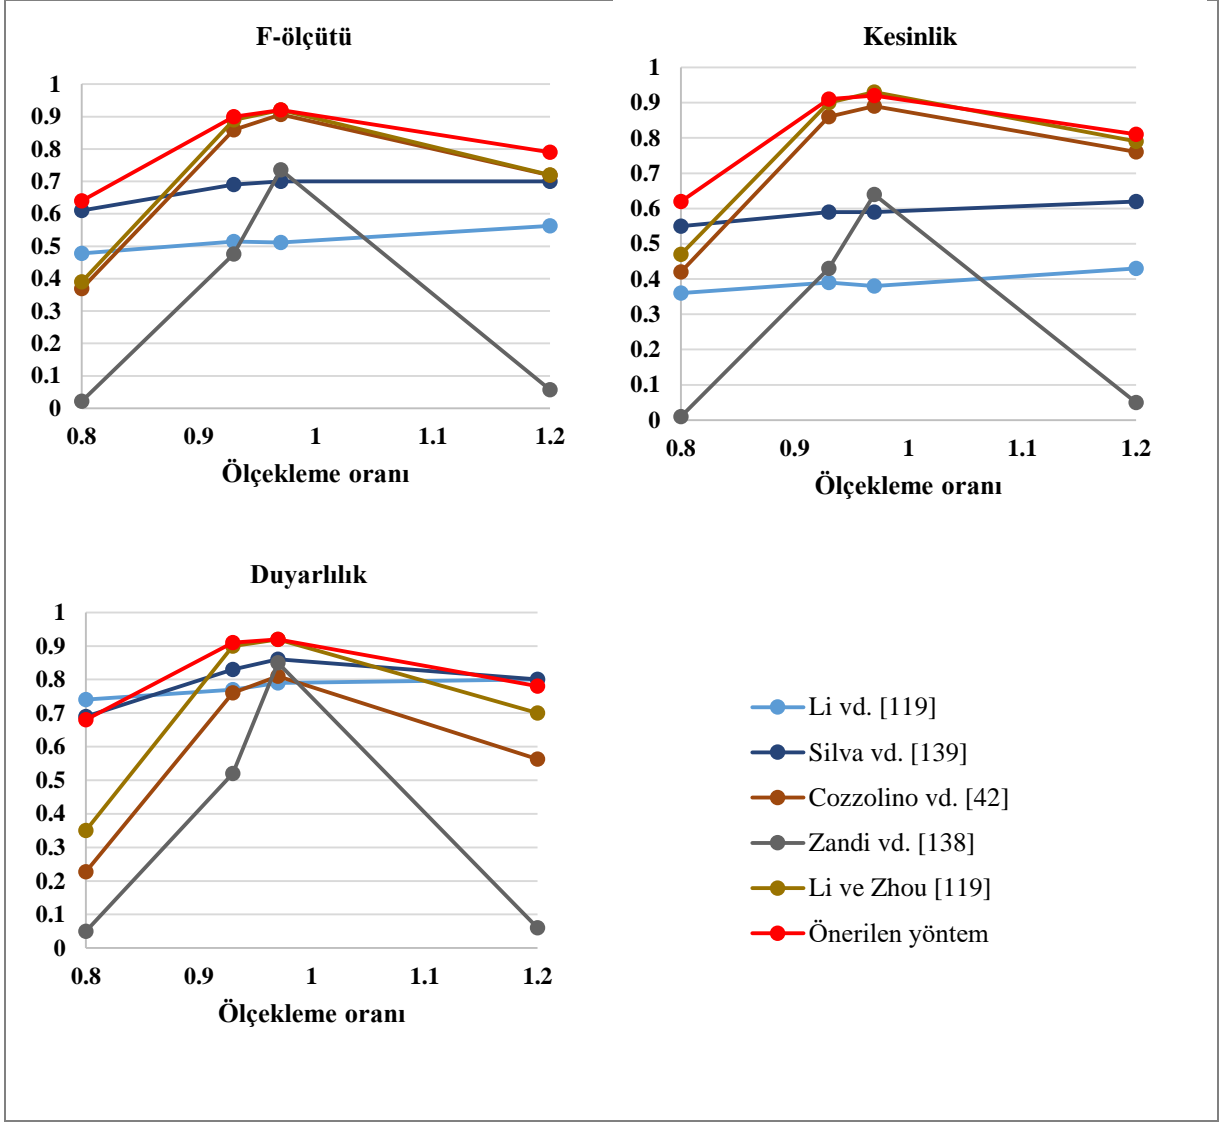 F-ölçütü
1
0.9
0.8
0.7
0.6
0.5
0.4
0.3
0.2
0.1
0
0.8 0.9 1 1.1 1.2
Ölçekleme oranı
Kesinlik
1
0.9
0.8
0.7
0.6
0.5
0.4
0.3
0.2
0.1
0
0.8 0.9 1 1.1 1.2
Ölçekleme oranı
Duyarlılık
1
0.9
0.8
0.7
0.6
0.5
0.4
0.3
0.2
0.1
0
0.8 0.9 1 1.1 1.2
Ölçekleme oranı
Li vd. [119]
Silva vd. [139]
Cozzolino vd. [42]
Zandi vd. [138]
Li ve Zhou [119]
Önerilen yöntem